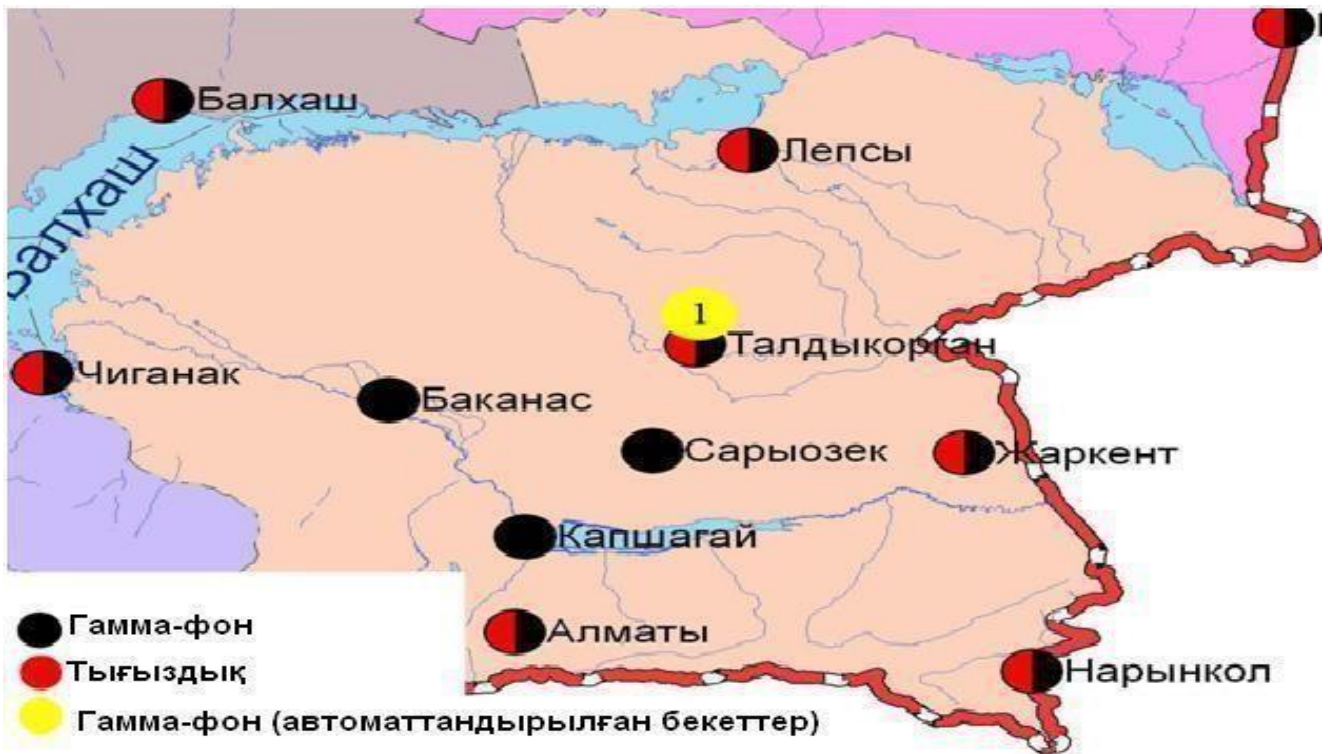 Балхаш
Лепсы
Балхаш
1
Талдыкорган
Чиганак
Баканас
Сарыозек
Жаркент
Капшагай
Гамма-фон
Алматы
Тығыздық
Нарынкол
Гамма-фон (автоматтандырылған бекеттер)